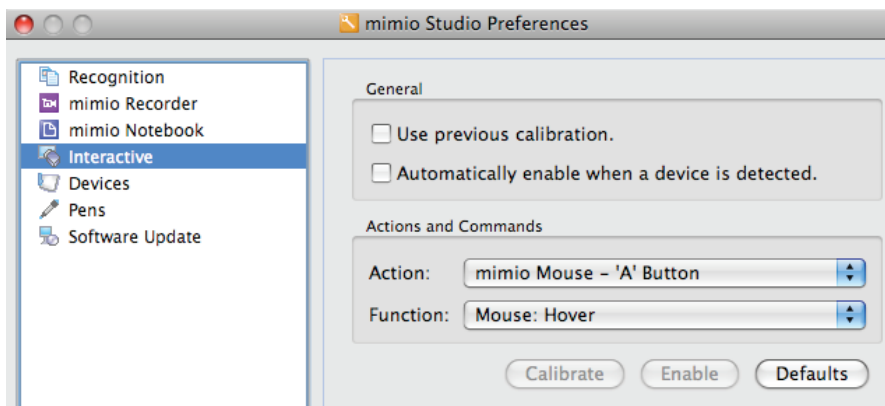 mimio Studio Preferences
Recognition
mimio Recorder
mimio Notebook
Interactive
Devices
Pens
Software Update
General
Use previous calibration.
Automatically enable when a device is detected.
Actions and Commands
Action: mimio Mouse – 'A' Button
Function: Mouse: Hover
Calibrate Enable Defaults